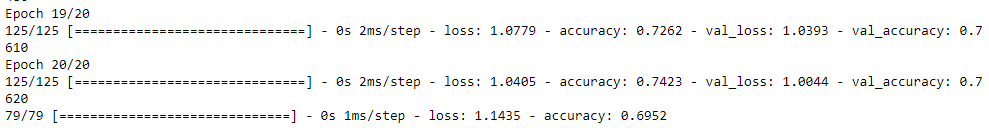 Epoch 19/20
125/125 [==============================] - 0s 2ms/step - loss: 1.0779 - accuracy: 0.7262 - val_loss: 1.0393 - val_accuracy: 0.7
610
Epoch 20/20
125/125 [==============================] - 0s 2ms/step - loss: 1.0405 - accuracy: 0.7423 - val_loss: 1.0044 - val_accuracy: 0.7
620
79/79 [==============================] - 0s 1ms/step - loss: 1.1435 - accuracy: 0.6952